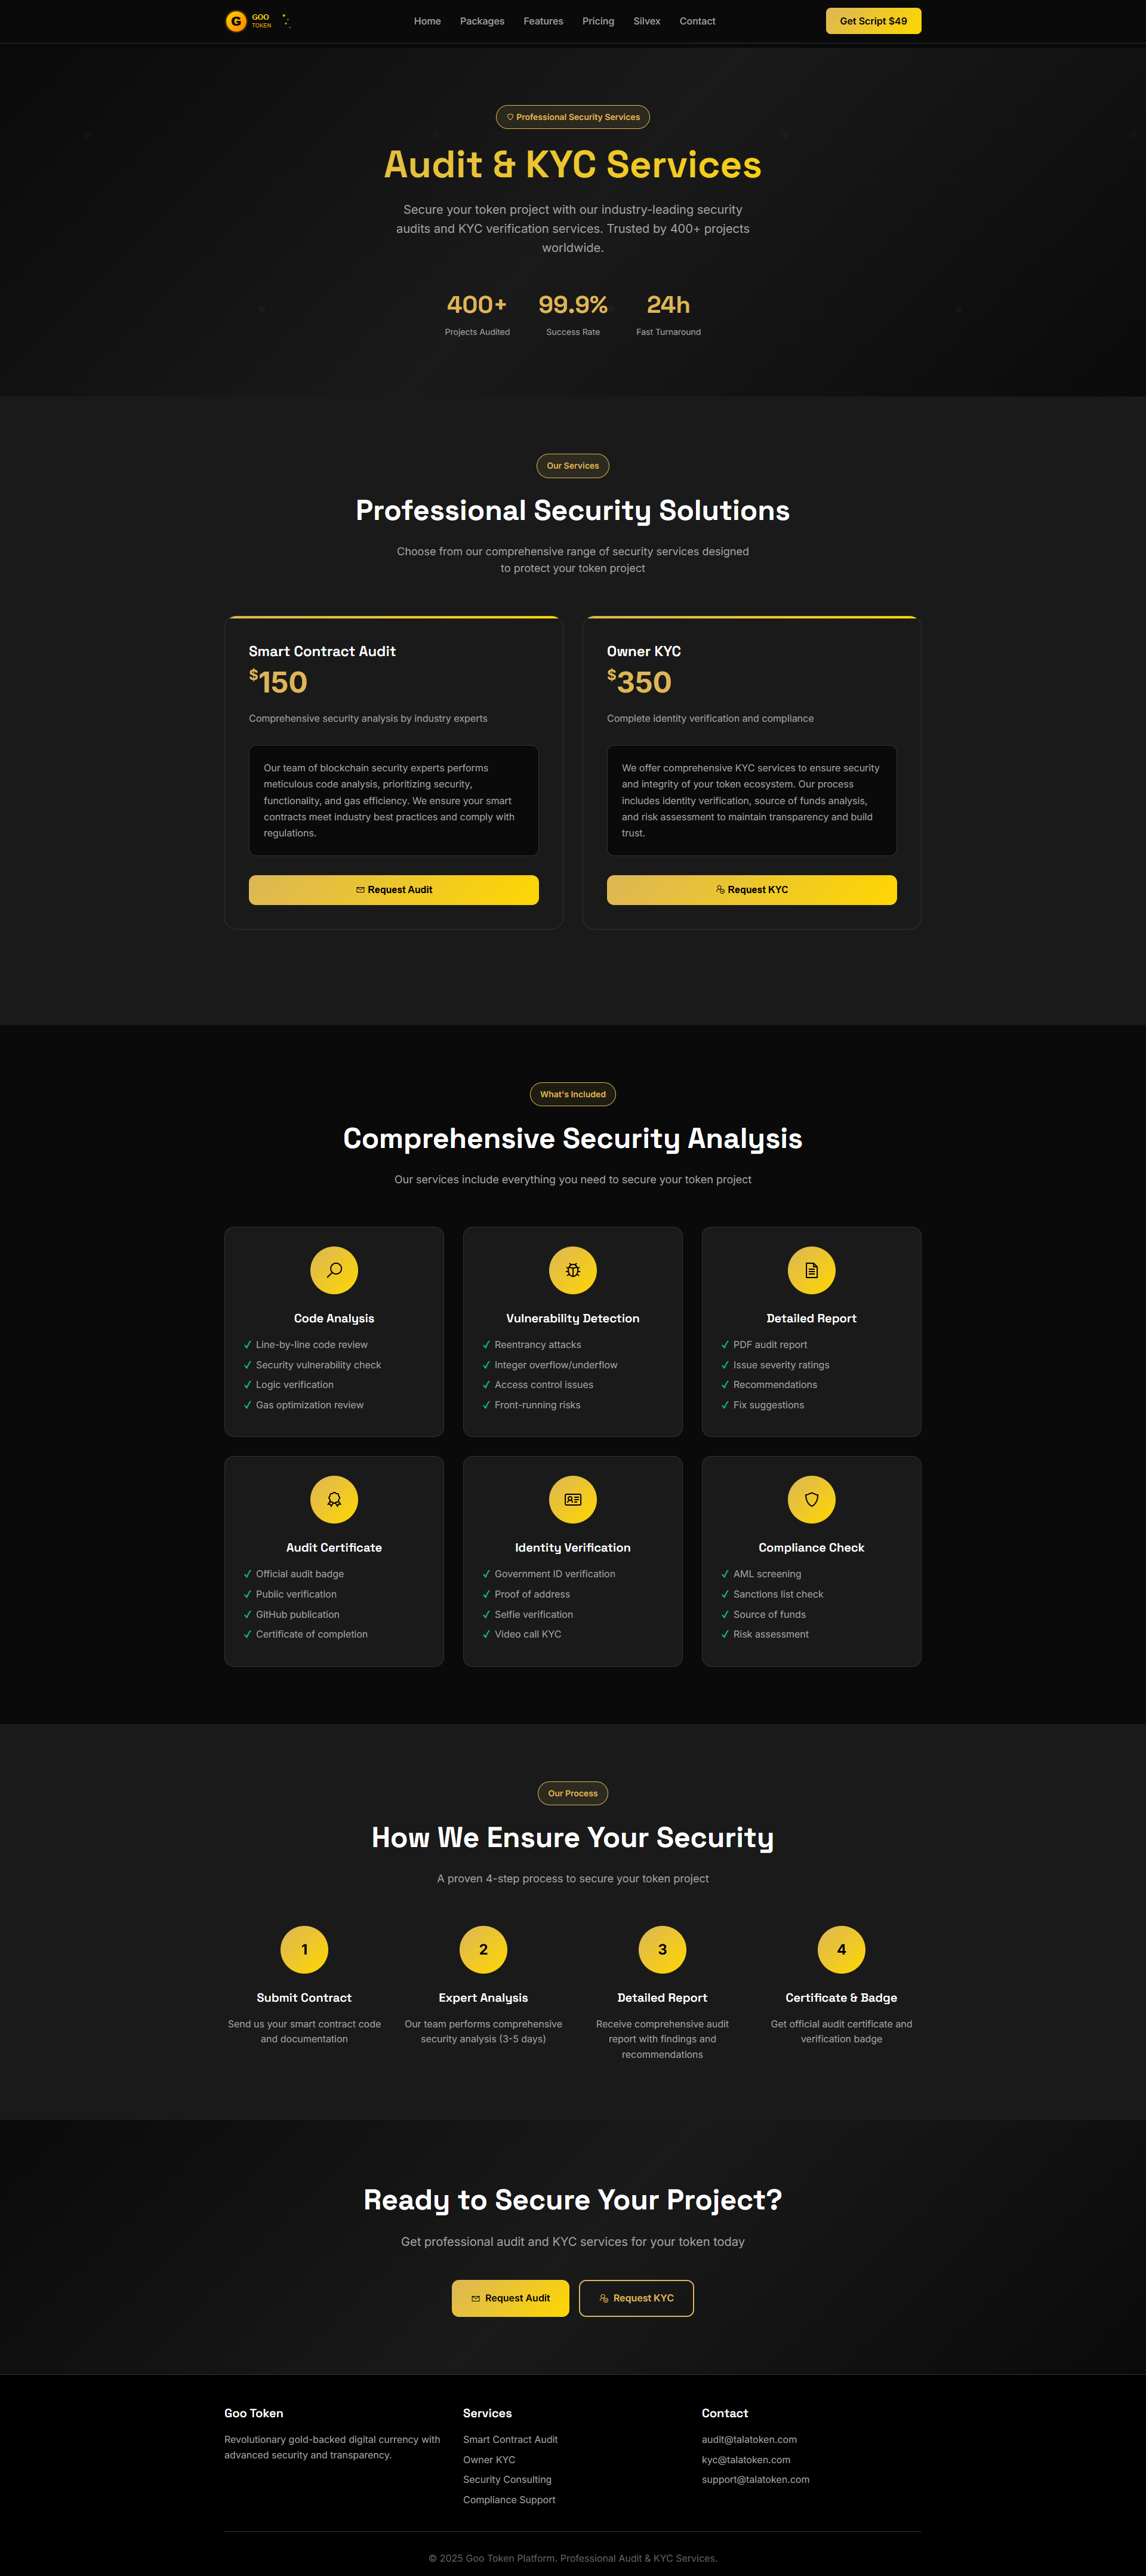 G
GOO
TOKEN
Home
Packages
Features
Pricing
Silvex
Contact
Get Script $49
Professional Security Services
Audit & KYC Services
Secure your token project with our industry-leading security
audits and KYC verification services. Trusted by 400+ projects
worldwide.
400+
Projects Audited
99.9%
Success Rate
24h
Fast Turnaround
Our Services
Professional Security Solutions
Choose from our comprehensive range of security services designed
to protect your token project
Smart Contract Audit
$150
Comprehensive security analysis by industry experts
Our team of blockchain security experts performs
meticulous code analysis, prioritizing security,
functionality, and gas efficiency. We ensure your smart
contracts meet industry best practices and comply with
regulations.
Request Audit
Owner KYC
$350
Complete identity verification and compliance
We offer comprehensive KYC services to ensure security
and integrity of your token ecosystem. Our process
includes identity verification, source of funds analysis,
and risk assessment to maintain transparency and build
trust.
Request KYC
What's Included
Comprehensive Security Analysis
Our services include everything you need to secure your token project
Code Analysis
✓ Line-by-line code review
✓ Security vulnerability check
✓ Logic verification
✓ Gas optimization review
Vulnerability Detection
✓ Reentrancy attacks
✓ Integer overflow/underflow
✓ Access control issues
✓ Front-running risks
Detailed Report
✓ PDF audit report
✓ Issue severity ratings
✓ Recommendations
✓ Fix suggestions
Audit Certificate
✓ Official audit badge
✓ Public verification
✓ GitHub publication
✓ Certificate of completion
Identity Verification
✓ Government ID verification
✓ Proof of address
✓ Selfie verification
✓ Video call KYC
Compliance Check
✓ AML screening
✓ Sanctions list check
✓ Source of funds
✓ Risk assessment
Our Process
How We Ensure Your Security
A proven 4-step process to secure your token project
1
Submit Contract
Send us your smart contract code
and documentation
2
Expert Analysis
Our team performs comprehensive
security analysis (3-5 days)
3
Detailed Report
Receive comprehensive audit
report with findings and
recommendations
4
Certificate & Badge
Get official audit certificate and
verification badge
Ready to Secure Your Project?
Get professional audit and KYC services for your token today
Request Audit
Request KYC
Goo Token
Revolutionary gold-backed digital currency with
advanced security and transparency.
Services
Smart Contract Audit
Owner KYC
Security Consulting
Compliance Support
Contact
audit@talatoken.com
kyc@talatoken.com
support@talatoken.com
© 2025 Goo Token Platform. Professional Audit & KYC Services.